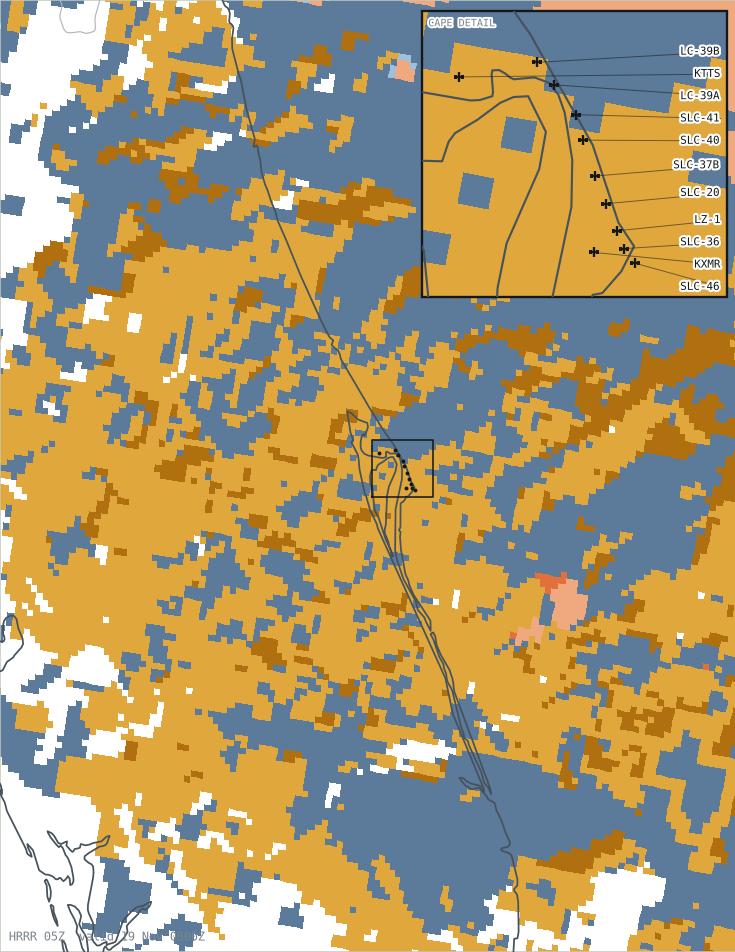 CAPE DETAIL
LC-39B
KTTS
LC-39A
SLC-41
SLC-40
SLC-37B
SLC-20
LZ-1
SLC-36
KXMR
SLC-46
HRRR 05Z 19